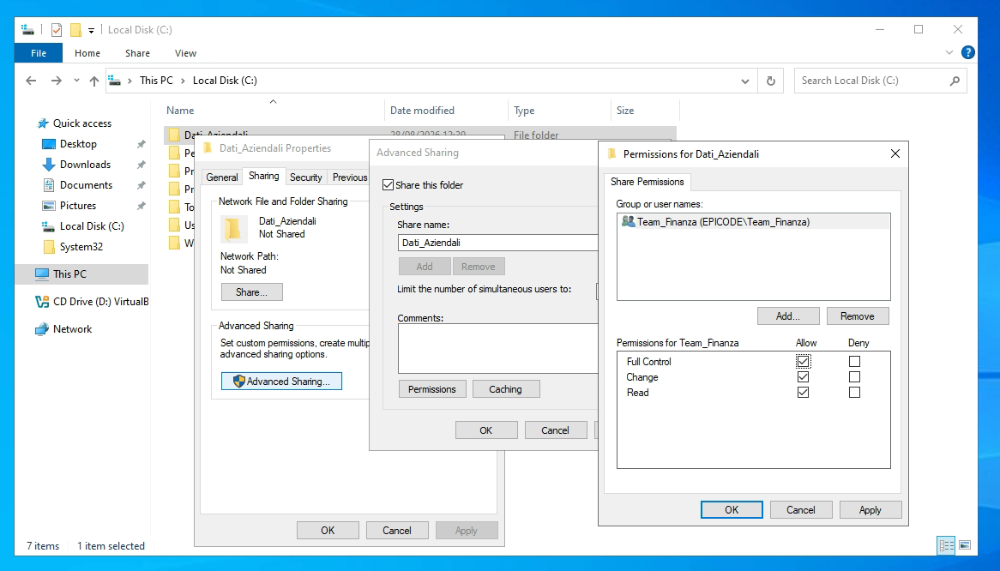 Local Disk (C:)
File Home Share View
This PC Local Disk (C:) Search Local Disk (C:)
Name Date modified Type Size
Quick access
Desktop
Downloads
Documents
Pictures
Local Disk (C:)
System32
This PC
CD Drive (D:) VirtualB
Network
Dati_Aziendali 28/08/2026 12:39 File folder
Pe
Pr
Pr
To
Us
W
7 items 1 item selected
Dati_Aziendali Properties
General Sharing Security Previous
Network File and Folder Sharing
Dati_Aziendali
Not Shared
Network Path:
Not Shared
Share...
Advanced Sharing
Set custom permissions, create multip
advanced sharing options.
Advanced Sharing...
OK Cancel Apply
Advanced Sharing
Share this folder
Settings
Share name:
Dati_Aziendali
Add Remove
Limit the number of simultaneous users to:
Comments:
Permissions Caching
OK Cancel
Permissions for Dati_Aziendali
Share Permissions
Group or user names:
Team_Finanza (EPICODE\Team_Finanza)
Add... Remove
Permissions for Team_Finanza Allow Deny
Full Control
Change
Read
OK Cancel Apply